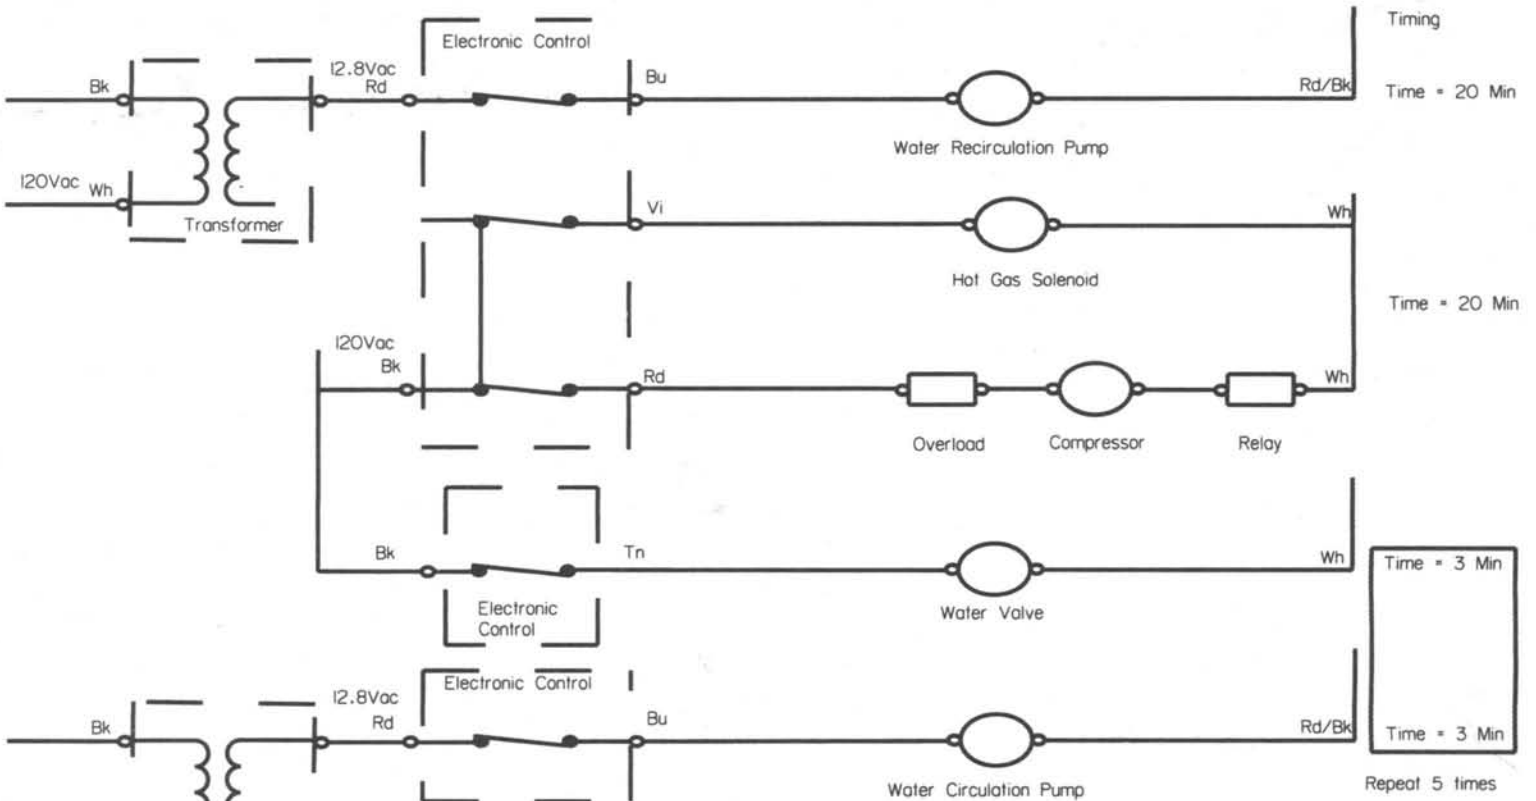 Timing
Electronic Control
12.8Vac
Bk
Rd
Bu
Rd/Bk
Time = 20 Min
Water Recirculation Pump
120Vac
Wh
Transformer
Vi
Wh
Hot Gas Solenoid
Time = 20 Min
120Vac
Bk
Rd
Wh
Overload
Compressor
Relay
Bk
Tn
Wh
Time = 3 Min
Electronic
Control
Water Valve
Electronic Control
12.8Vac
Bk
Rd
Bu
Rd/Bk
Time = 3 Min
Water Circulation Pump
Repeat 5 times